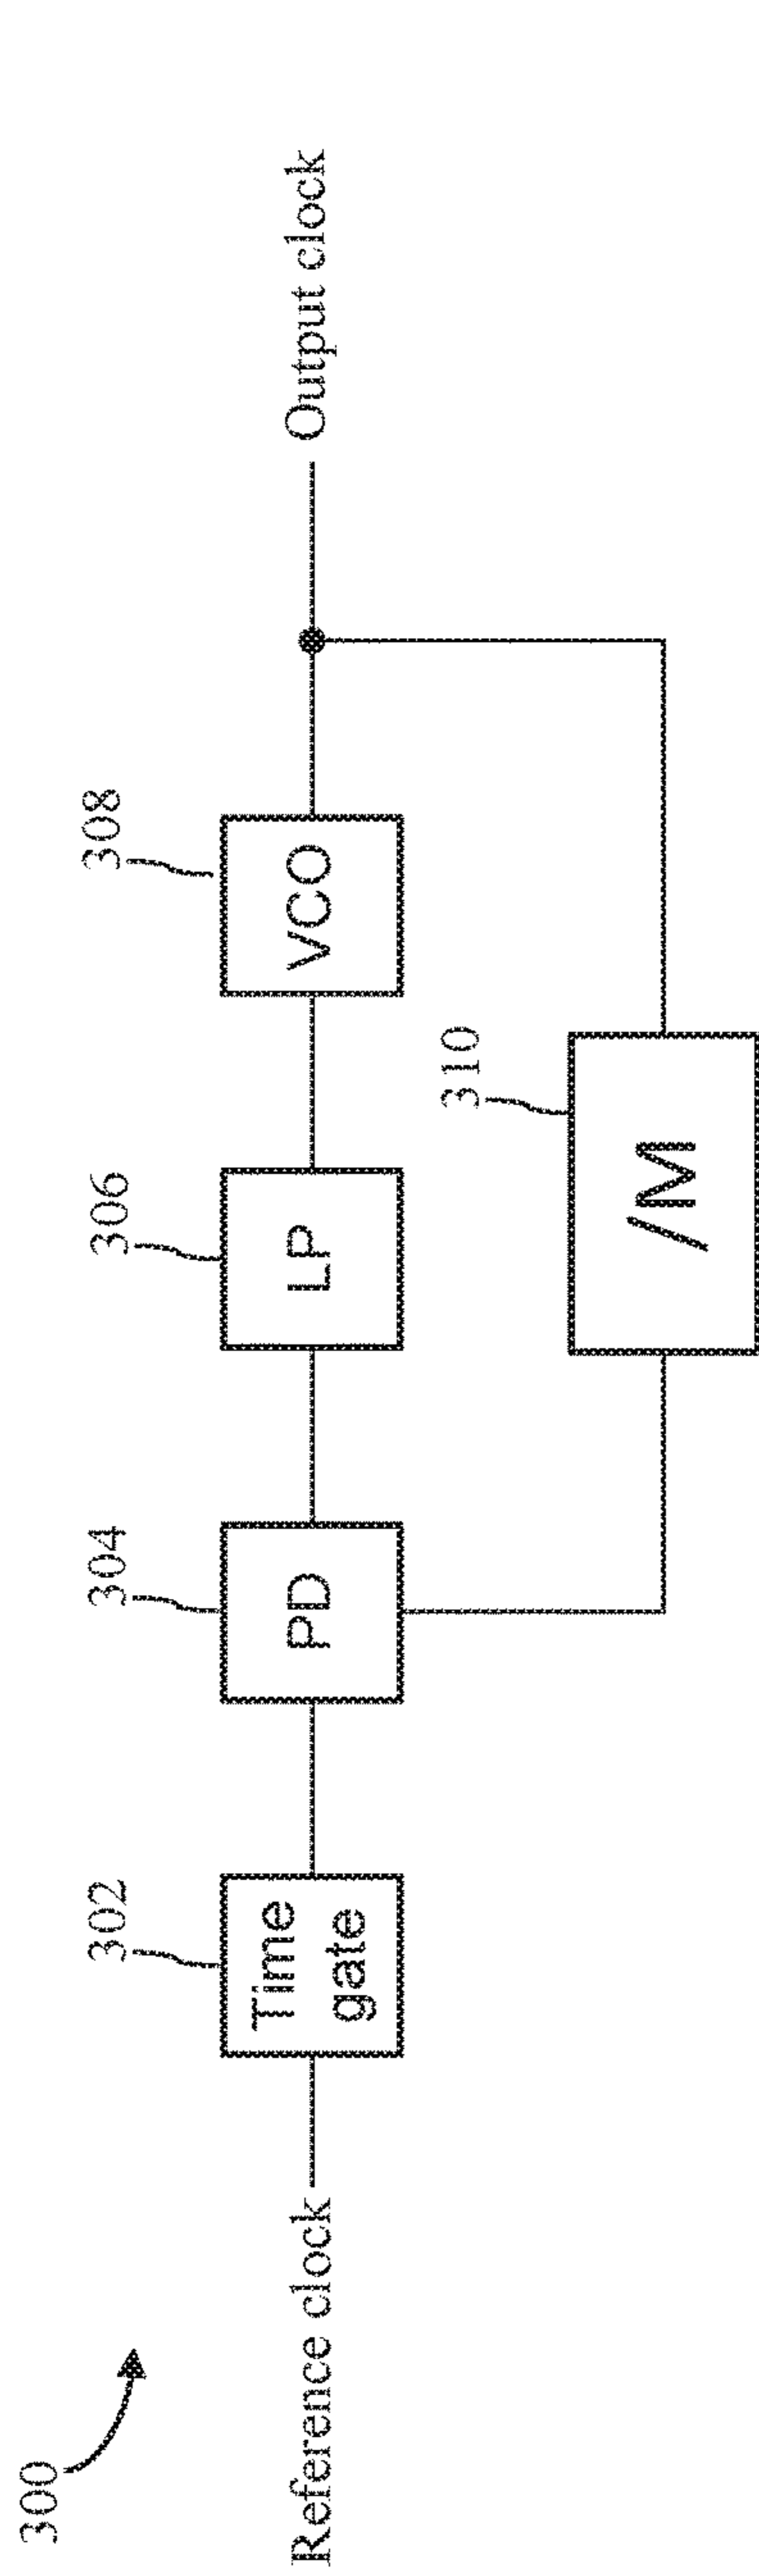 300
302
304
306
308
Reference clock
Time
gate
PD
LP
VCO
Output clock
310
/M